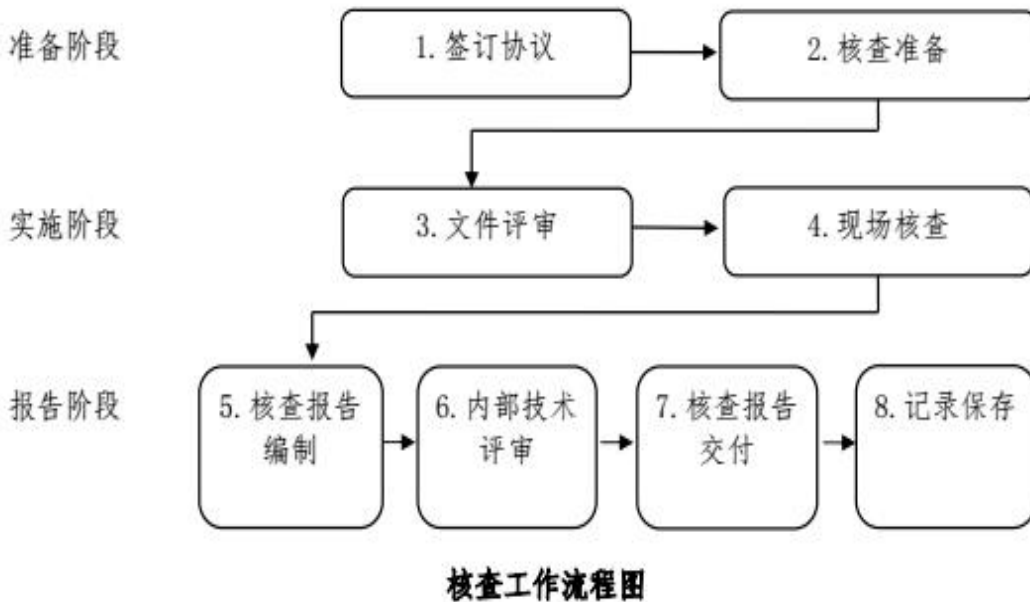 准备阶段
1.签订协议
2.核查准备
实施阶段
3.文件评审
4.现场核查
报告阶段
5.核查报告
编制
6.内部技术
评审
7.核查报告
交付
8.记录保存
核查工作流程图